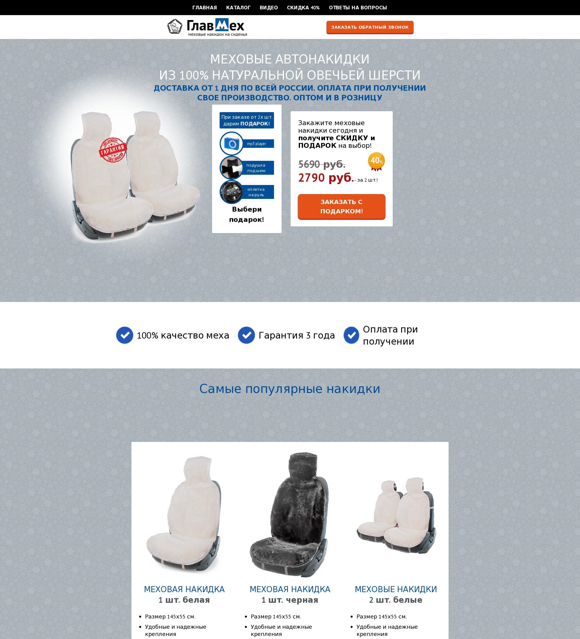 ГЛАВНАЯ КАТАЛОГ ВИДЕО СКИДКА 40% ОТВЕТЫ НА ВОПРОСЫ
ГлавМех
меховые накидки на сиденья
ЗАКАЗАТЬ ОБРАТНЫЙ ЗВОНОК
МЕХОВЫЕ АВТОНАКИДКИ
ИЗ 100% НАТУРАЛЬНОЙ ОВЕЧЬЕЙ ШЕРСТИ
ДОСТАВКА ОТ 1 ДНЯ ПО ВСЕЙ РОССИИ. ОПЛАТА ПРИ ПОЛУЧЕНИИ
СВОЕ ПРОИЗВОДСТВО. ОПТОМ И В РОЗНИЦУ
ГАРАНТИЯ
При заказе от 2х шт.
дарим ПОДАРОК!
подушка
оплетка
на руль
Выбери
подарок!
Закажите меховые
накидки сегодня и
получите СКИДКУ и
ПОДАРОК на выбор!
40%
5690 руб.
2790 руб. - за 2 шт.!
ЗАКАЗАТЬ С
ПОДАРКОМ!
100% качество меха
Гарантия 3 года
Оплата при
получении
Самые популярные накидки
МЕХОВАЯ НАКИДКА
1 шт. белая
Размер 145х55 см.
Удобные и надежные
крепления
МЕХОВАЯ НАКИДКА
1 шт. черная
Размер 145х55 см.
Удобные и надежные
крепления
МЕХОВЫЕ НАКИДКИ
2 шт. белые
Размер 145х55 см.
Удобные и надежные
крепления